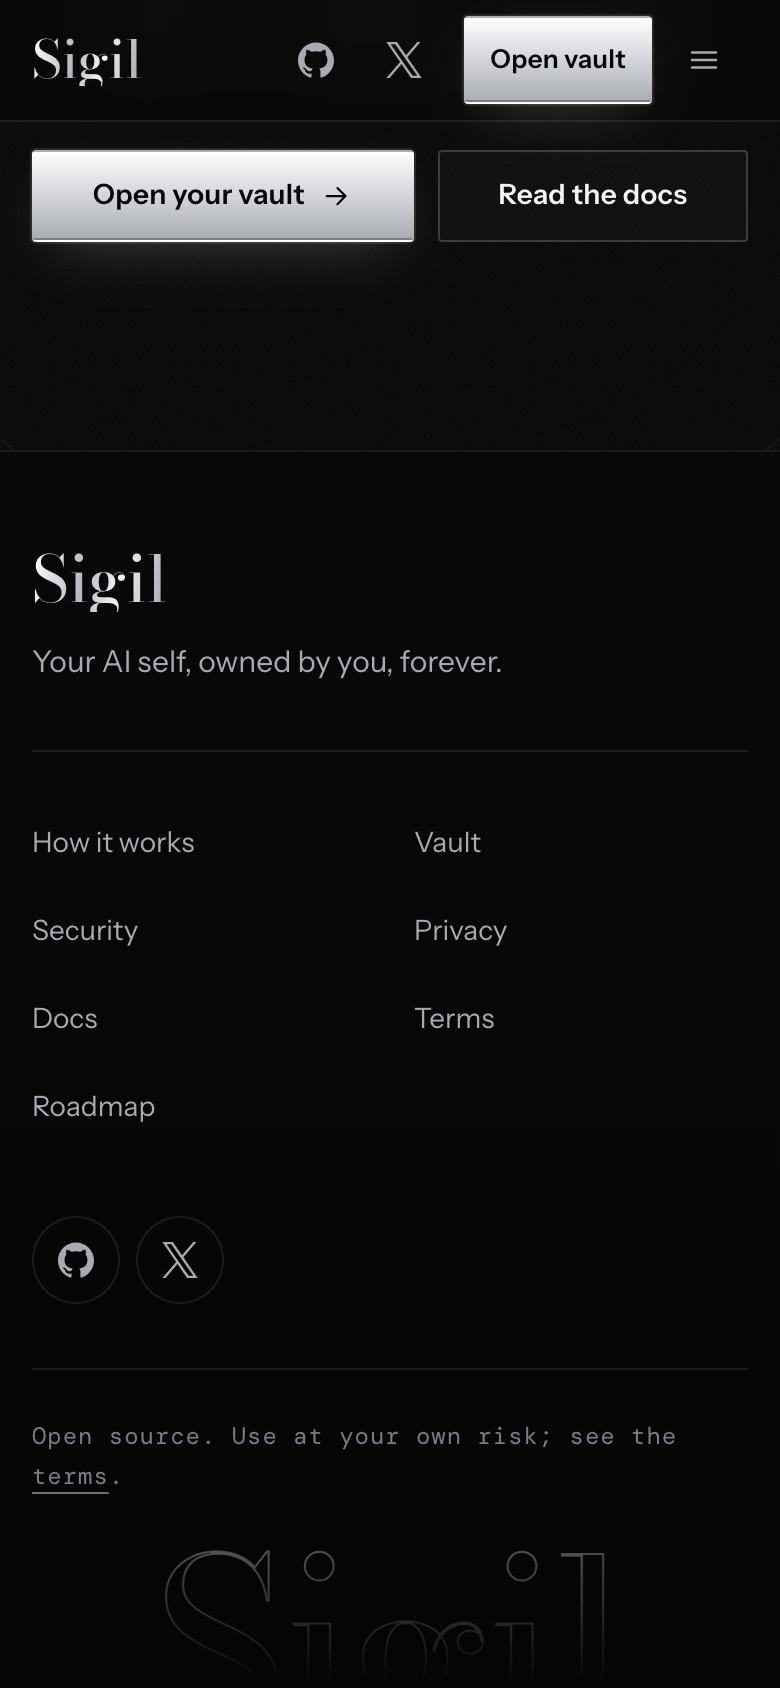 Sigil
Open vault
Open your vault →
Read the docs
Sigil
Your AI self, owned by you, forever.
How it works
Vault
Security
Privacy
Docs
Terms
Roadmap
Open source. Use at your own risk; see the
terms.
Sigil